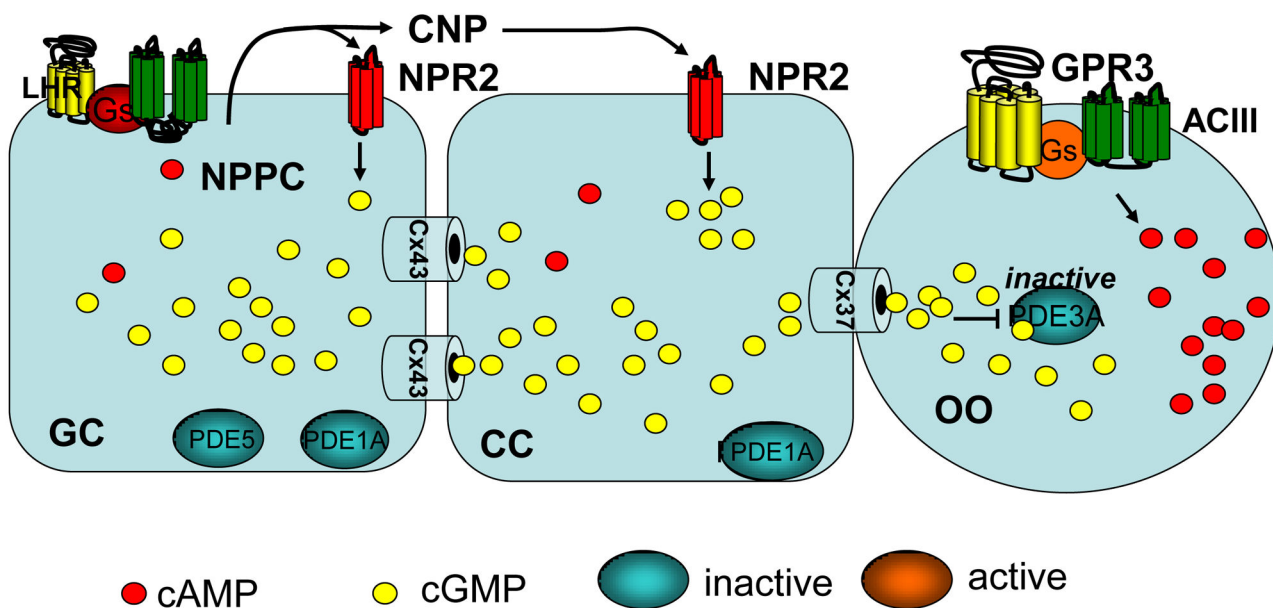 CNP
LHR
Gs
NPR2
NPR2
GPR3
Gs
ACIII
NPPC
Cx43
Cx43
Cx37
inactive
PDE3A
GC
PDE5
PDE1A
CC
PDE1A
OO
cAMP
cGMP
inactive
active